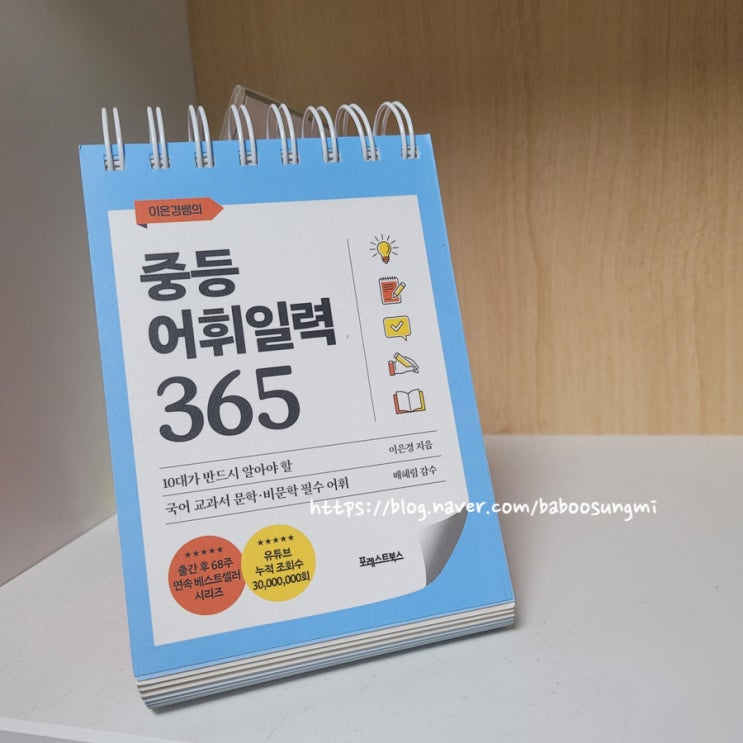 이은경쌤의
중등
어휘일력
365
10대가 반드시 알아야 할
국어 교과서 문학·비문학 필수 어휘
이은경 지음
배혜림 감수
https://blog.naver.com/baboosungmi
★★★★★
출간 후 68주
연속 베스트셀러
시리즈
★★★★★
유튜브
누적 조회수
30,000,000회
포레스트북스